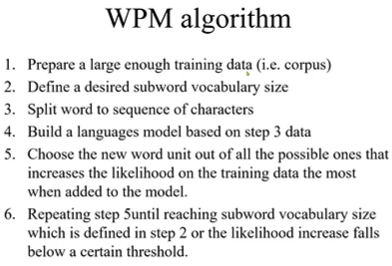 WPM algorithm
1. Prepare a large enough training data (i.e. corpus)
2. Define a desired subword vocabulary size
3. Split word to sequence of characters
4. Build a languages model based on step 3 data
5. Choose the new word unit out of all the possible ones that
increases the likelihood on the training data the most
when added to the model.
6. Repeating step 5until reaching subword vocabulary size
which is defined in step 2 or the likelihood increase falls
below a certain threshold.